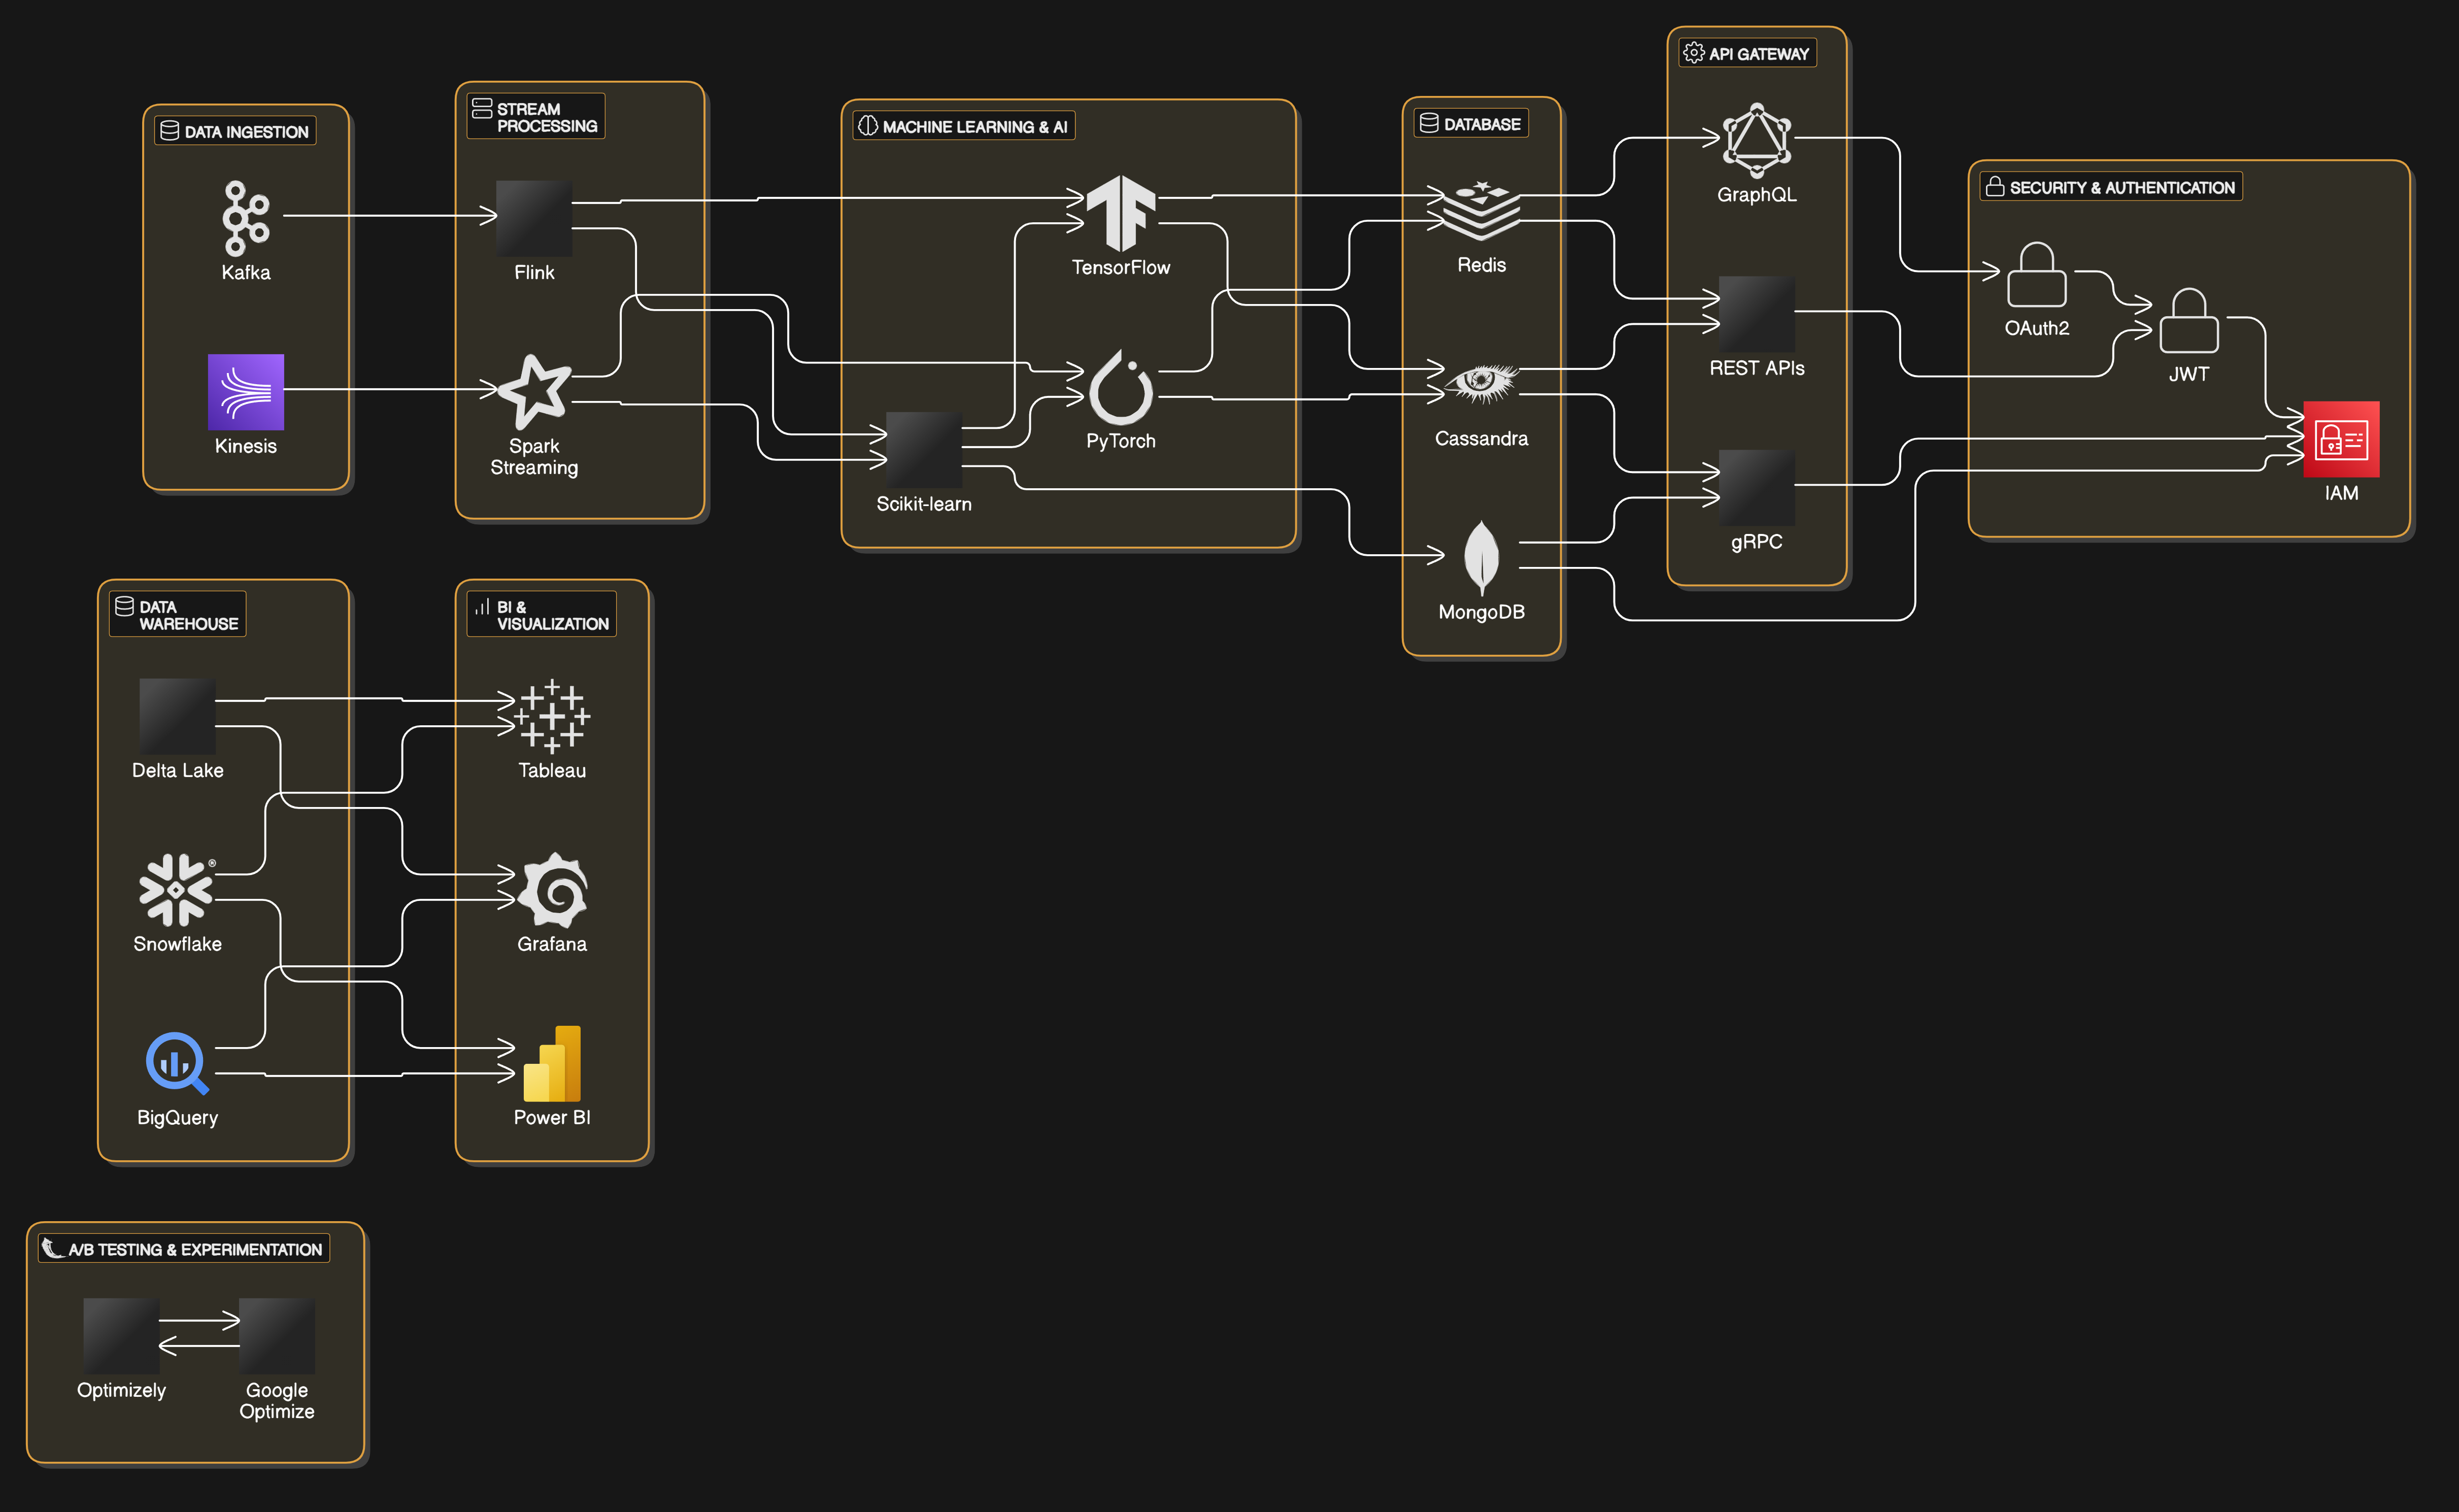 DATA INGESTION
Kafka
Kinesis
STREAM
PROCESSING
Flink
Spark
Streaming
MACHINE LEARNING & AI
TensorFlow
PyTorch
Scikit-learn
DATABASE
Redis
Cassandra
MongoDB
API GATEWAY
GraphQL
REST APIs
gRPC
SECURITY & AUTHENTICATION
OAuth2
JWT
IAM
DATA
WAREHOUSE
Delta Lake
Snowflake
®
BigQuery
BI &
VISUALIZATION
Tableau
Grafana
Power BI
A/B TESTING & EXPERIMENTATION
Optimizely
Google
Optimize